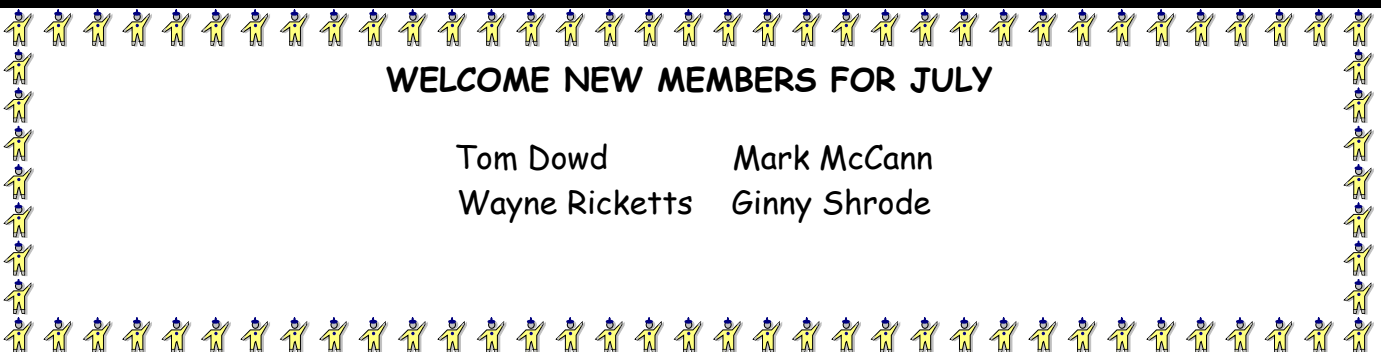 WELCOME NEW MEMBERS FOR JULY
Tom Dowd Mark McCann
Wayne Ricketts Ginny Shrode